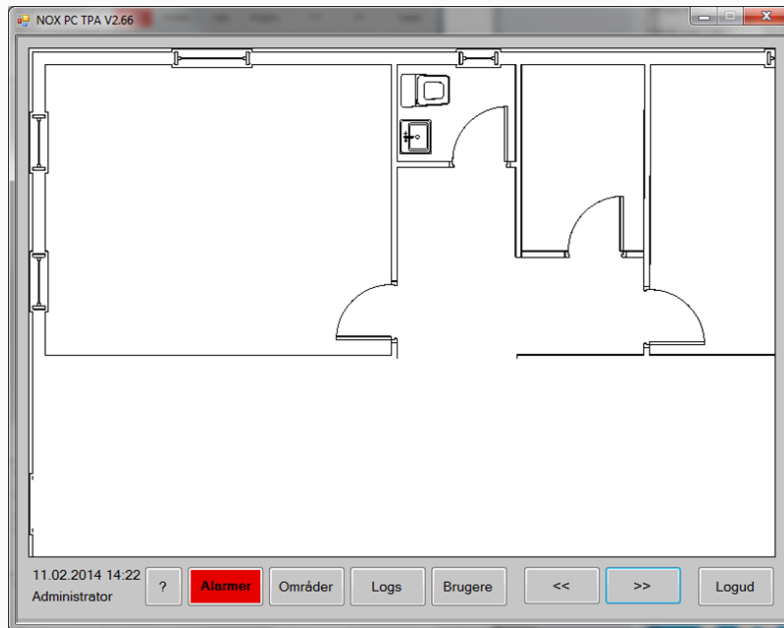 NOX PC TPA V2.66
11.02.2014 14:22
Administrator
?
Alarmer
Områder
Logs
Brugere
<<
>>
Logud